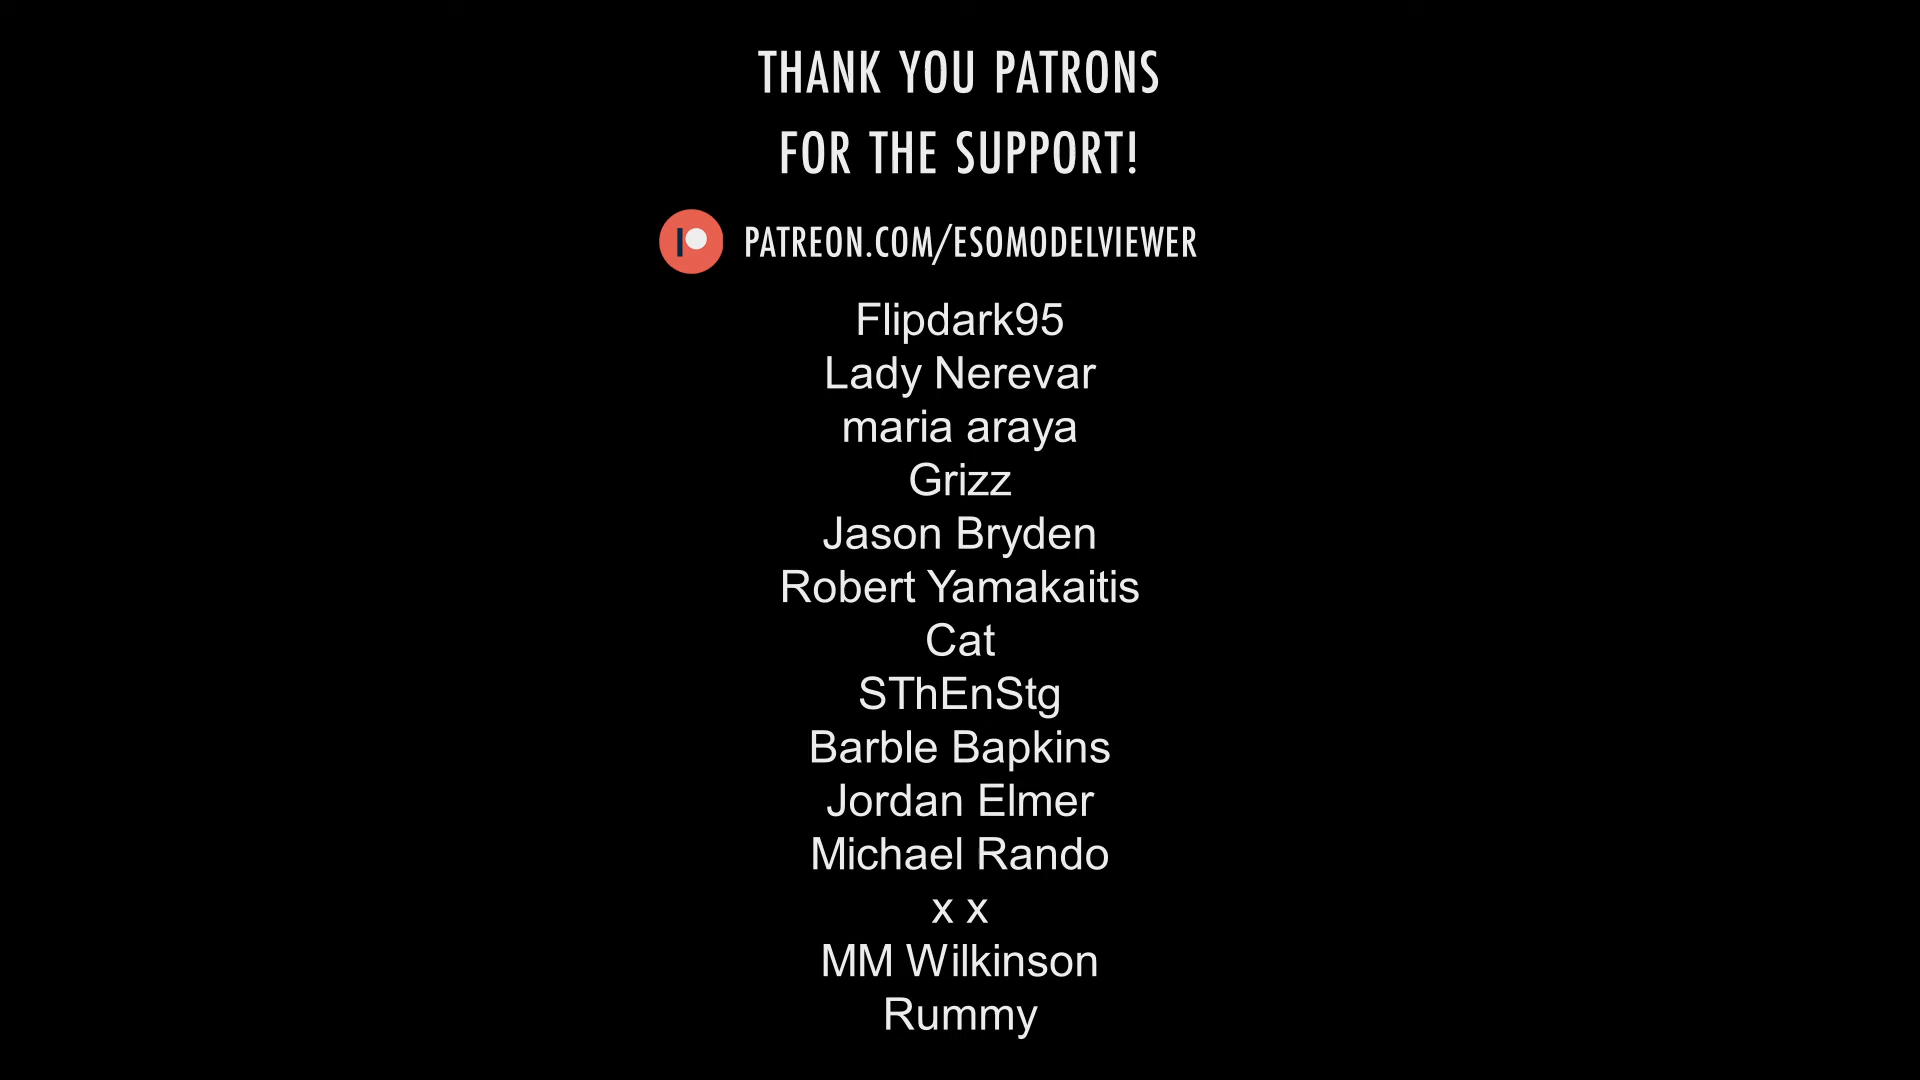 THANK YOU PATRONS
FOR THE SUPPORT!
PATREON.COM/ESOMODELVIEWER
Flipdark95
Lady Nerevar
maria araya
Grizz
Jason Bryden
Robert Yamakaitis
Cat
SThEnStg
Barble Bapkins
Jordan Elmer
Michael Rando
x x
MM Wilkinson
Rummy